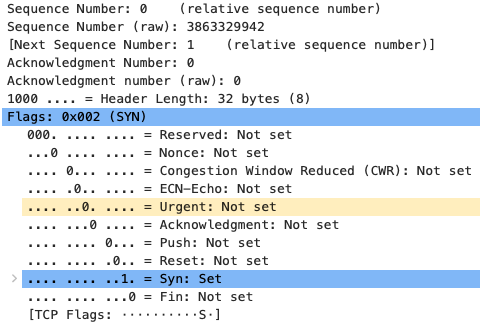 Sequence Number: 0    (relative sequence number)
Sequence Number (raw): 3863329942
[Next Sequence Number: 1    (relative sequence number)]
Acknowledgment Number: 0
Acknowledgment number (raw): 0
1000 .... = Header Length: 32 bytes (8)
Flags: 0x002 (SYN)
000. .... .... = Reserved: Not set
...0 .... .... = Nonce: Not set
.... 0... .... = Congestion Window Reduced (CWR): Not set
.... .0.. .... = ECN-Echo: Not set
.... ..0. .... = Urgent: Not set
.... ...0 .... = Acknowledgment: Not set
.... .... 0... = Push: Not set
.... .... .0.. = Reset: Not set
.... .... ..1. = Syn: Set
.... .... ...0 = Fin: Not set
[TCP Flags: ··········S·]